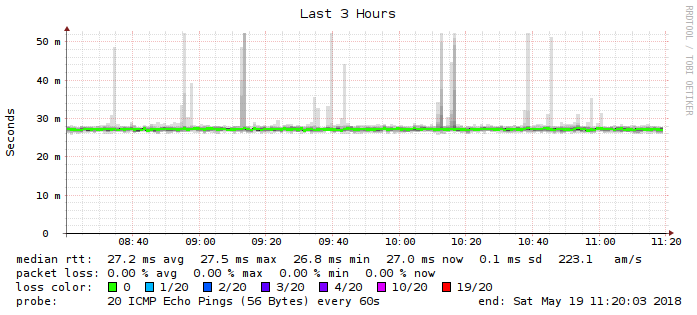 Last 3 Hours
RRDTOOL / TOBI OETIKER
Seconds
50 m
40 m
30 m
20 m
10 m
0
08:40 09:00 09:20 09:40 10:00 10:20 10:40 11:00 11:20
median rtt: 27.2 ms avg 27.5 ms max 26.8 ms min 27.0 ms now 0.1 ms sd 223.1 am/s
packet loss: 0.00 % avg 0.00 % max 0.00 % min 0.00 % now
loss color: 0 1/20 2/20 3/20 4/20 10/20 19/20
probe: 20 ICMP Echo Pings (56 Bytes) every 60s end: Sat May 19 11:20:03 2018